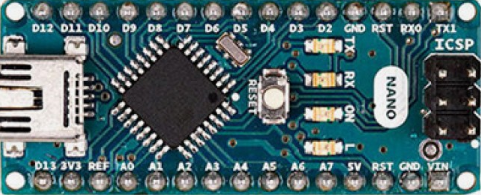 D12 D11 D10 D9 D8 D7 D6 D5 D4 D3 D2 GND RST RX0 TX1
TX
RX
ON
L
RESET
NANO
ICSP
D13 3V3 REF A0 A1 A2 A3 A4 A5 A6 A7 5V RST GND VIN